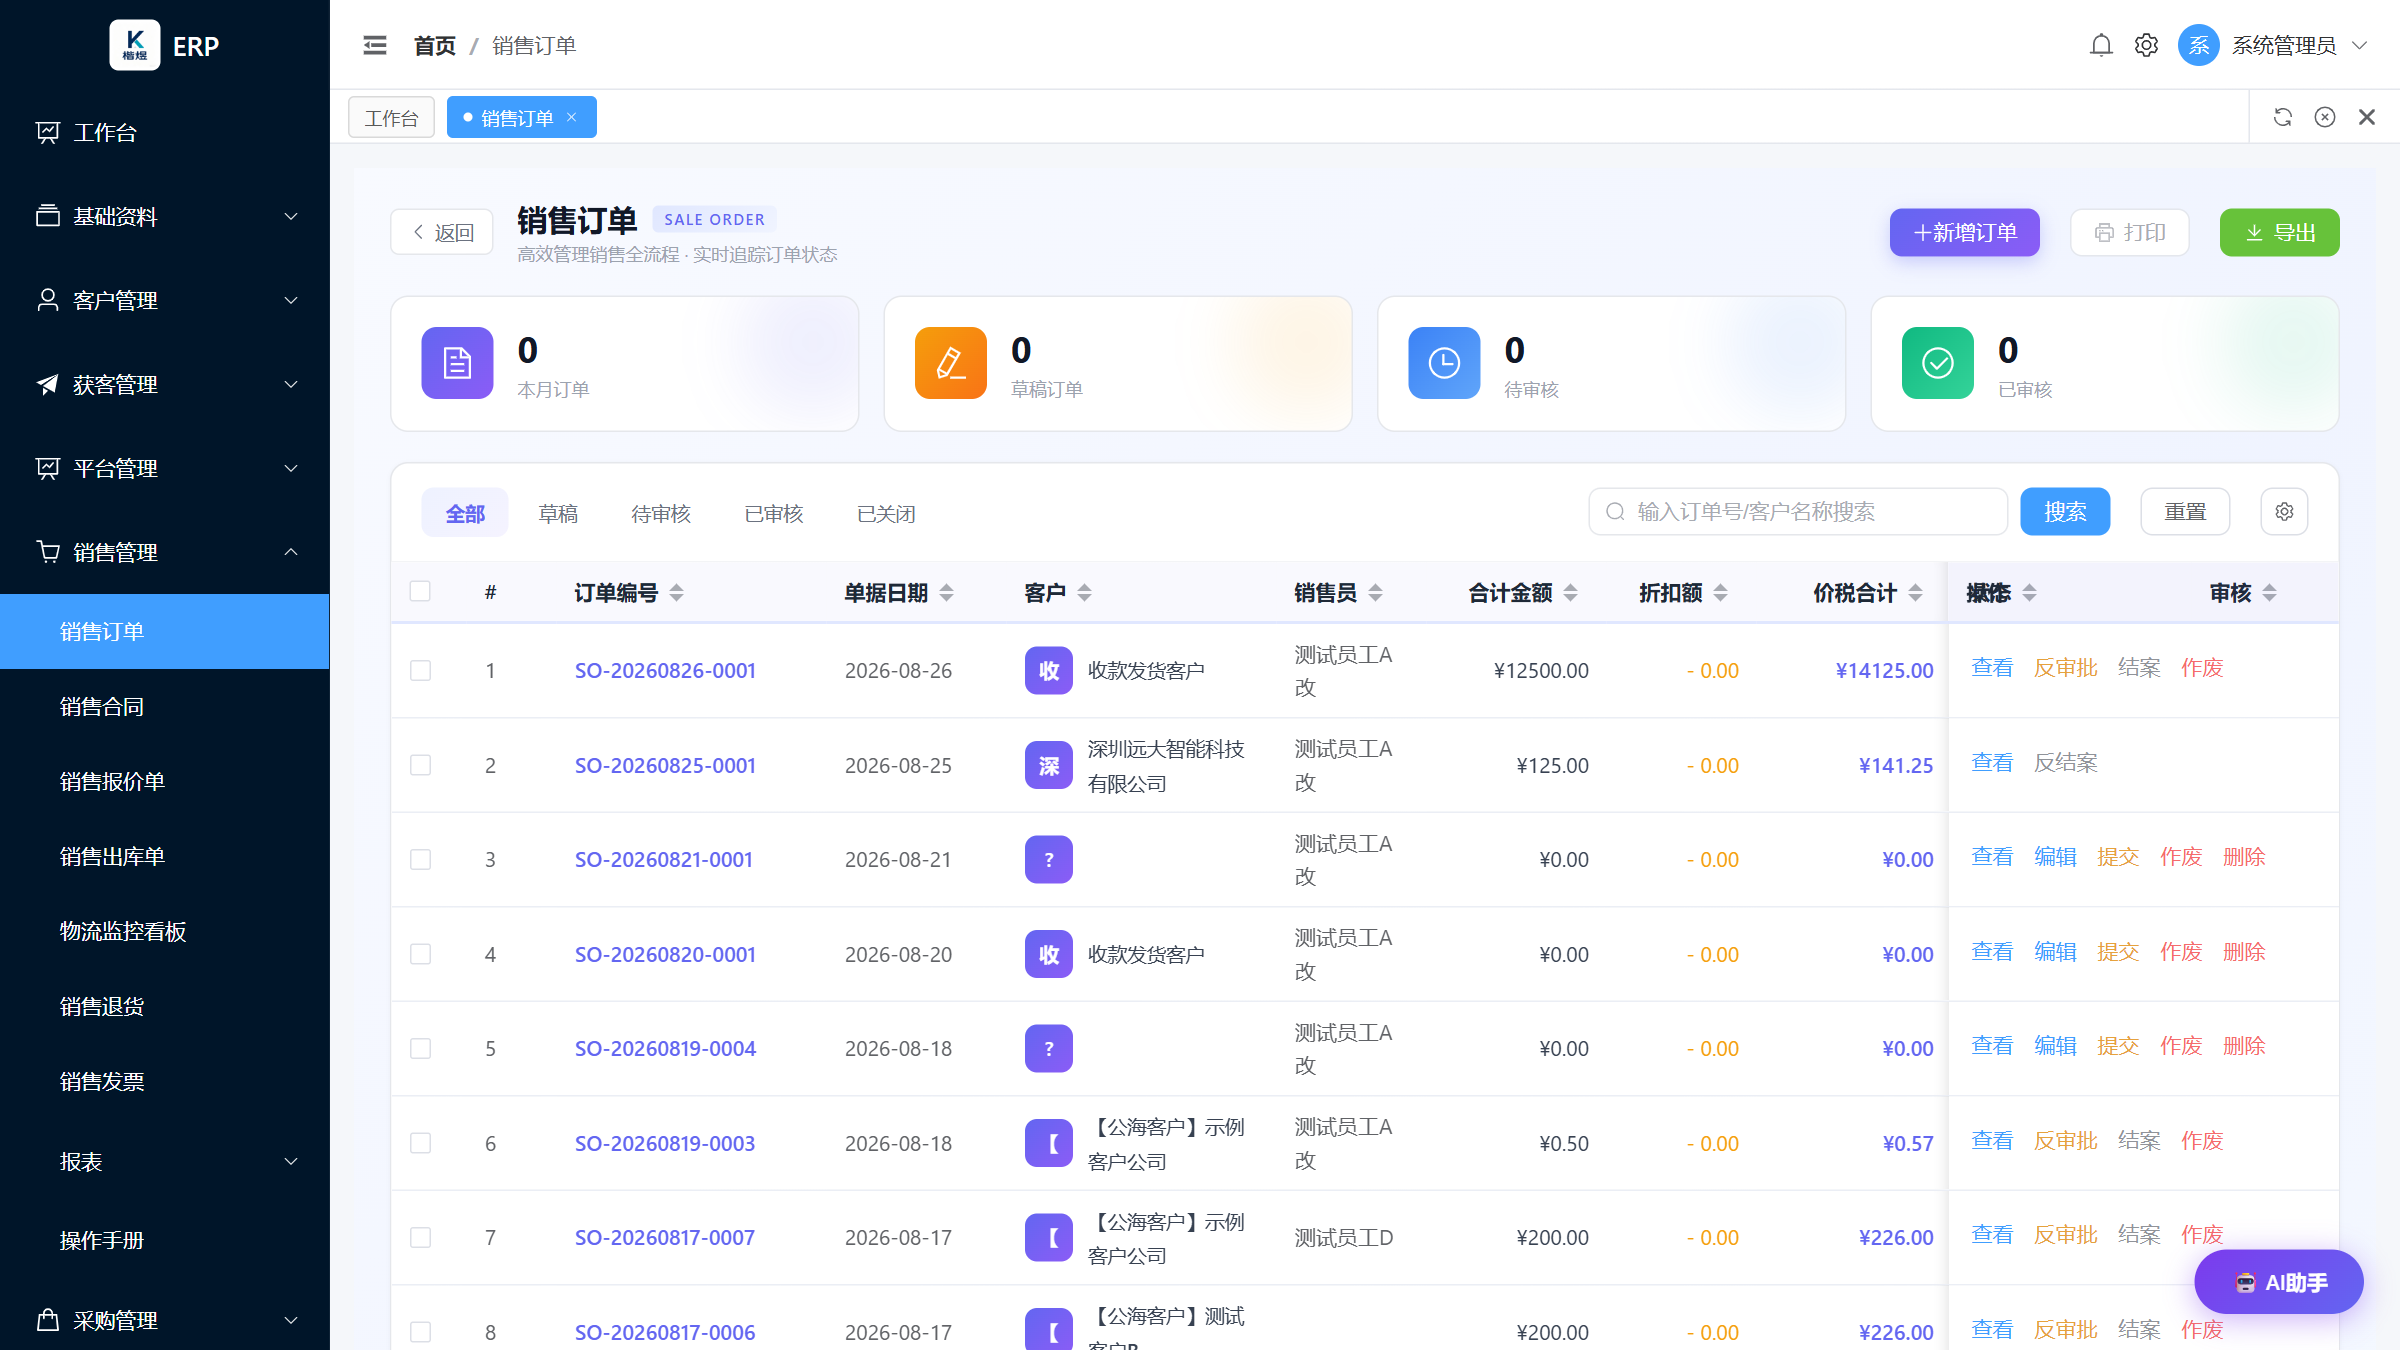 K
楷煜
ERP
工作台
基础资料
客户管理
获客管理
平台管理
销售管理
销售订单
销售合同
销售报价单
销售出库单
物流监控看板
销售退货
销售发票
报表
操作手册
采购管理
首页 / 销售订单
系 系统管理员
工作台
销售订单
返回
销售订单 SALE ORDER
高效管理销售全流程 · 实时追踪订单状态
+新增订单
打印
导出
0
本月订单
0
草稿订单
0
待审核
0
已审核
全部 草稿 待审核 已审核 已关闭
输入订单号/客户名称搜索
搜索
重置
# 订单编号 单据日期 客户 销售员 合计金额 折扣额 价税合计 操作 审核
1 SO-20260826-0001 2026-08-26 收 收款发货客户 测试员工A改 ¥12500.00 - 0.00 ¥14125.00 查看 反审批 结案 作废
2 SO-20260825-0001 2026-08-25 深 深圳远大智能科技有限公司 测试员工A改 ¥125.00 - 0.00 ¥141.25 查看 反结案
3 SO-20260821-0001 2026-08-21 ? 测试员工A改 ¥0.00 - 0.00 ¥0.00 查看 编辑 提交 作废 删除
4 SO-20260820-0001 2026-08-20 收 收款发货客户 测试员工A改 ¥0.00 - 0.00 ¥0.00 查看 编辑 提交 作废 删除
5 SO-20260819-0004 2026-08-18 ? 测试员工A改 ¥0.00 - 0.00 ¥0.00 查看 编辑 提交 作废 删除
6 SO-20260819-0003 2026-08-18 【 【公海客户】示例客户公司 测试员工A改 ¥0.50 - 0.00 ¥0.57 查看 反审批 结案 作废
7 SO-20260817-0007 2026-08-17 【 【公海客户】示例客户公司 测试员工D ¥200.00 - 0.00 ¥226.00 查看 反审批 结案 作废
8 SO-20260817-0006 2026-08-17 【 【公海客户】测试 ¥200.00 - 0.00 ¥226.00 查看 反审批 结案 作废
AI助手